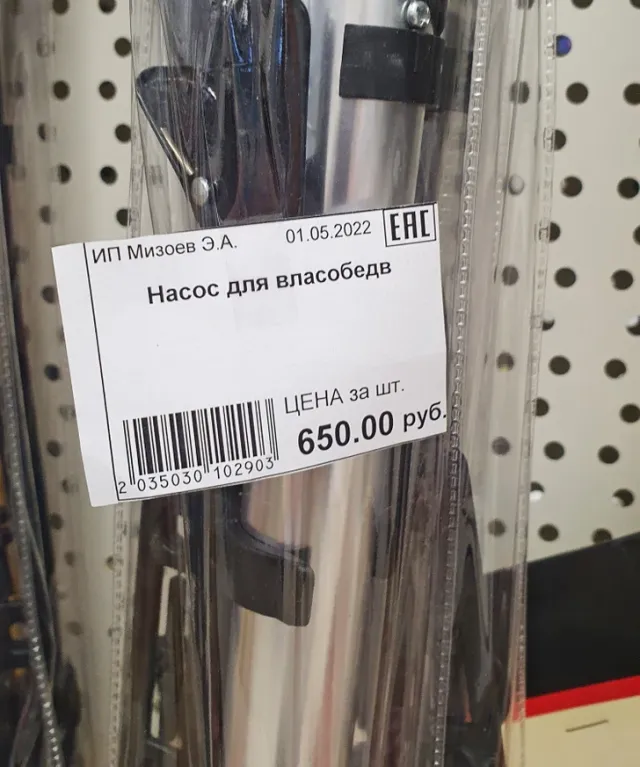 ИП Мизоев Э.А. 01.05.2022 ЕАС
Насос для власобедв
ЦЕНА за шт.
650.00 руб.
2 035030 102903